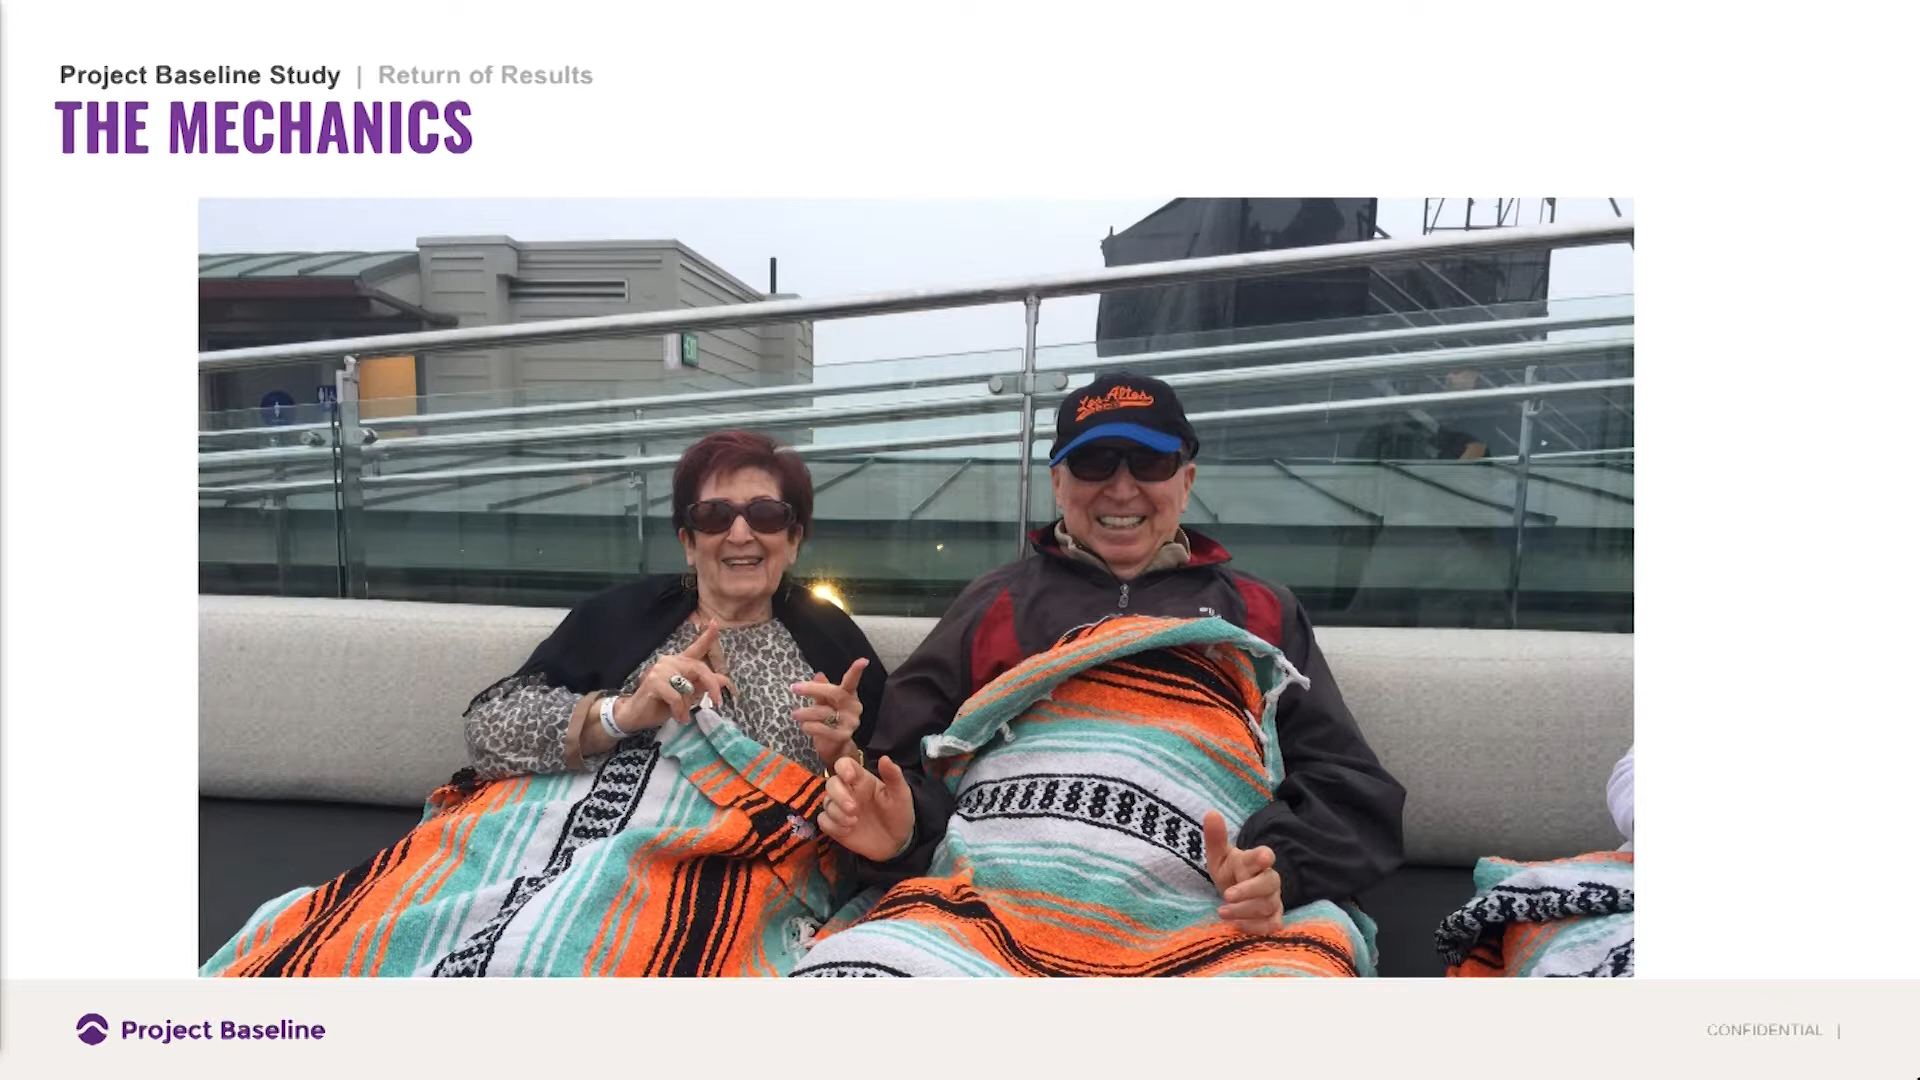 Project Baseline Study | Return of Results
THE MECHANICS
EXIT
Los Altos
Project Baseline
CONFIDENTIAL |